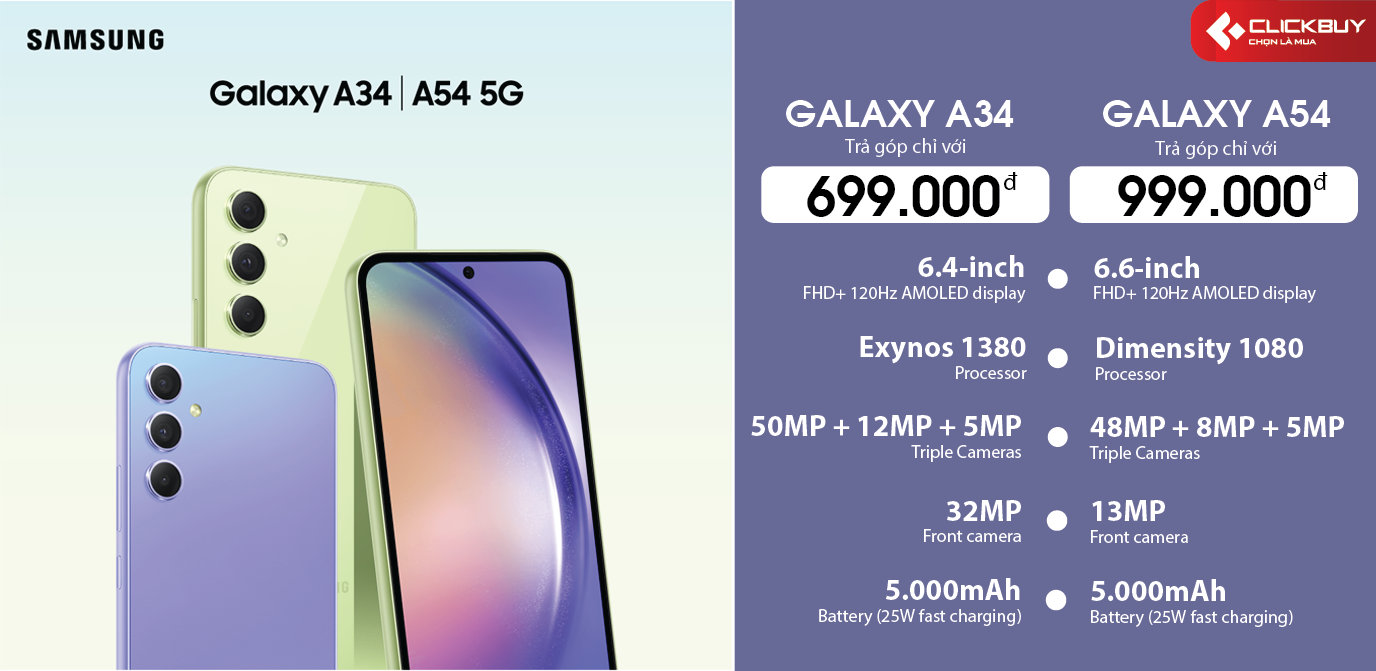 SAMSUNG
Galaxy A34 | A54 5G
CLICKBUY
CHỌN LÀ MUA
GALAXY A34
Trả góp chỉ với
699.000đ
6.4-inch
FHD+ 120Hz AMOLED display
Exynos 1380
Processor
50MP + 12MP + 5MP
Triple Cameras
32MP
Front camera
5.000mAh
Battery (25W fast charging)
GALAXY A54
Trả góp chỉ với
999.000đ
6.6-inch
FHD+ 120Hz AMOLED display
Dimensity 1080
Processor
48MP + 8MP + 5MP
Triple Cameras
13MP
Front camera
5.000mAh
Battery (25W fast charging)